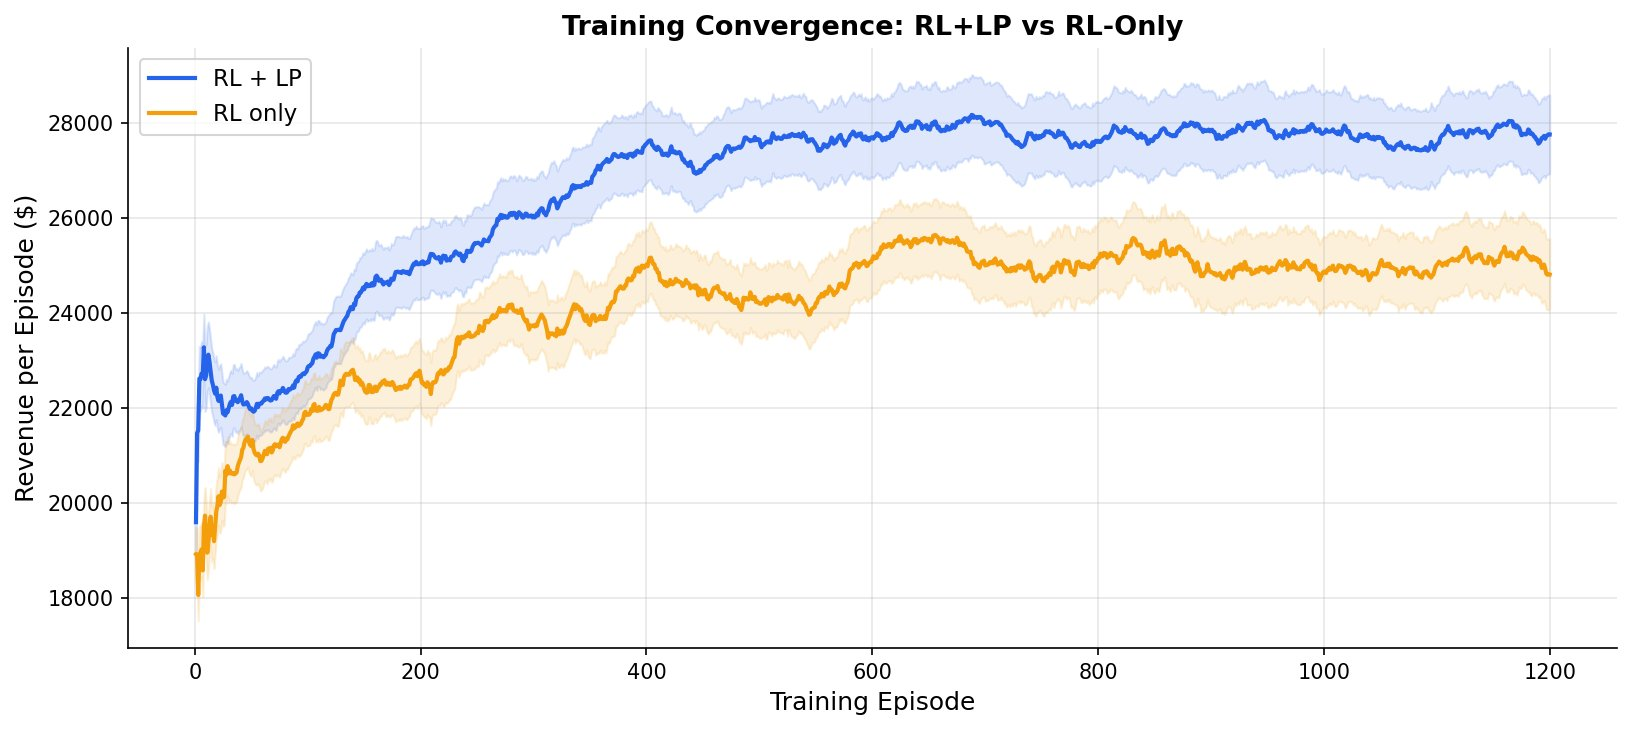 Training Convergence: RL+LP vs RL-Only
RL + LP
RL only
Revenue per Episode ($)
28000
26000
24000
22000
20000
18000
0 200 400 600 800 1000 1200
Training Episode